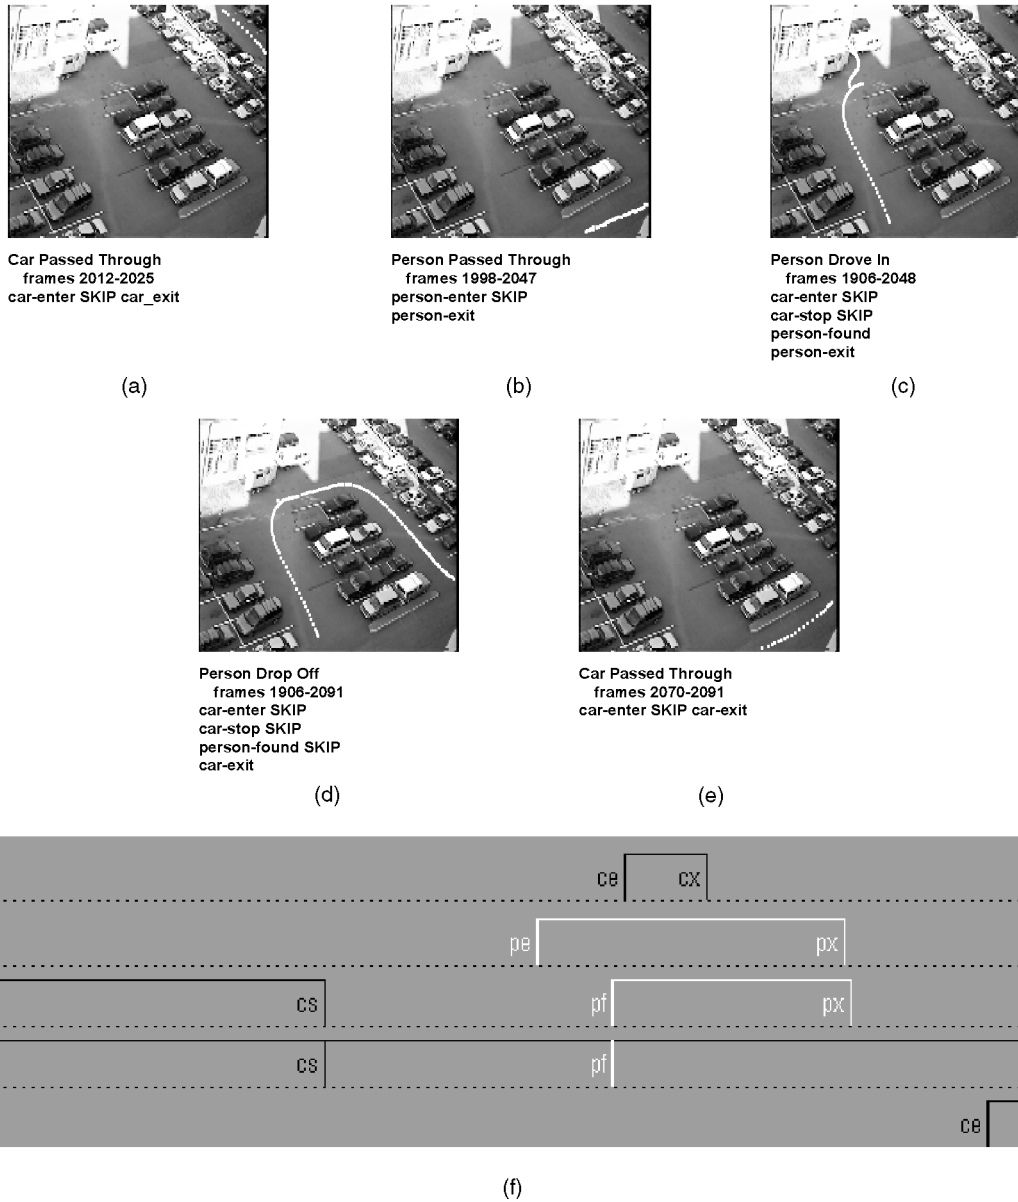 Car Passed Through
frames 2012-2025
car-enter SKIP car_exit
(a)
Person Passed Through
frames 1998-2047
person-enter SKIP
person-exit
(b)
Person Drove In
frames 1906-2048
car-enter SKIP
car-stop SKIP
person-found
person-exit
(c)
Person Drop Off
frames 1906-2091
car-enter SKIP
car-stop SKIP
person-found SKIP
car-exit
(d)
Car Passed Through
frames 2070-2091
car-enter SKIP car-exit
(e)
ce cx
pe px
cs pf px
cs pf
ce
(f)